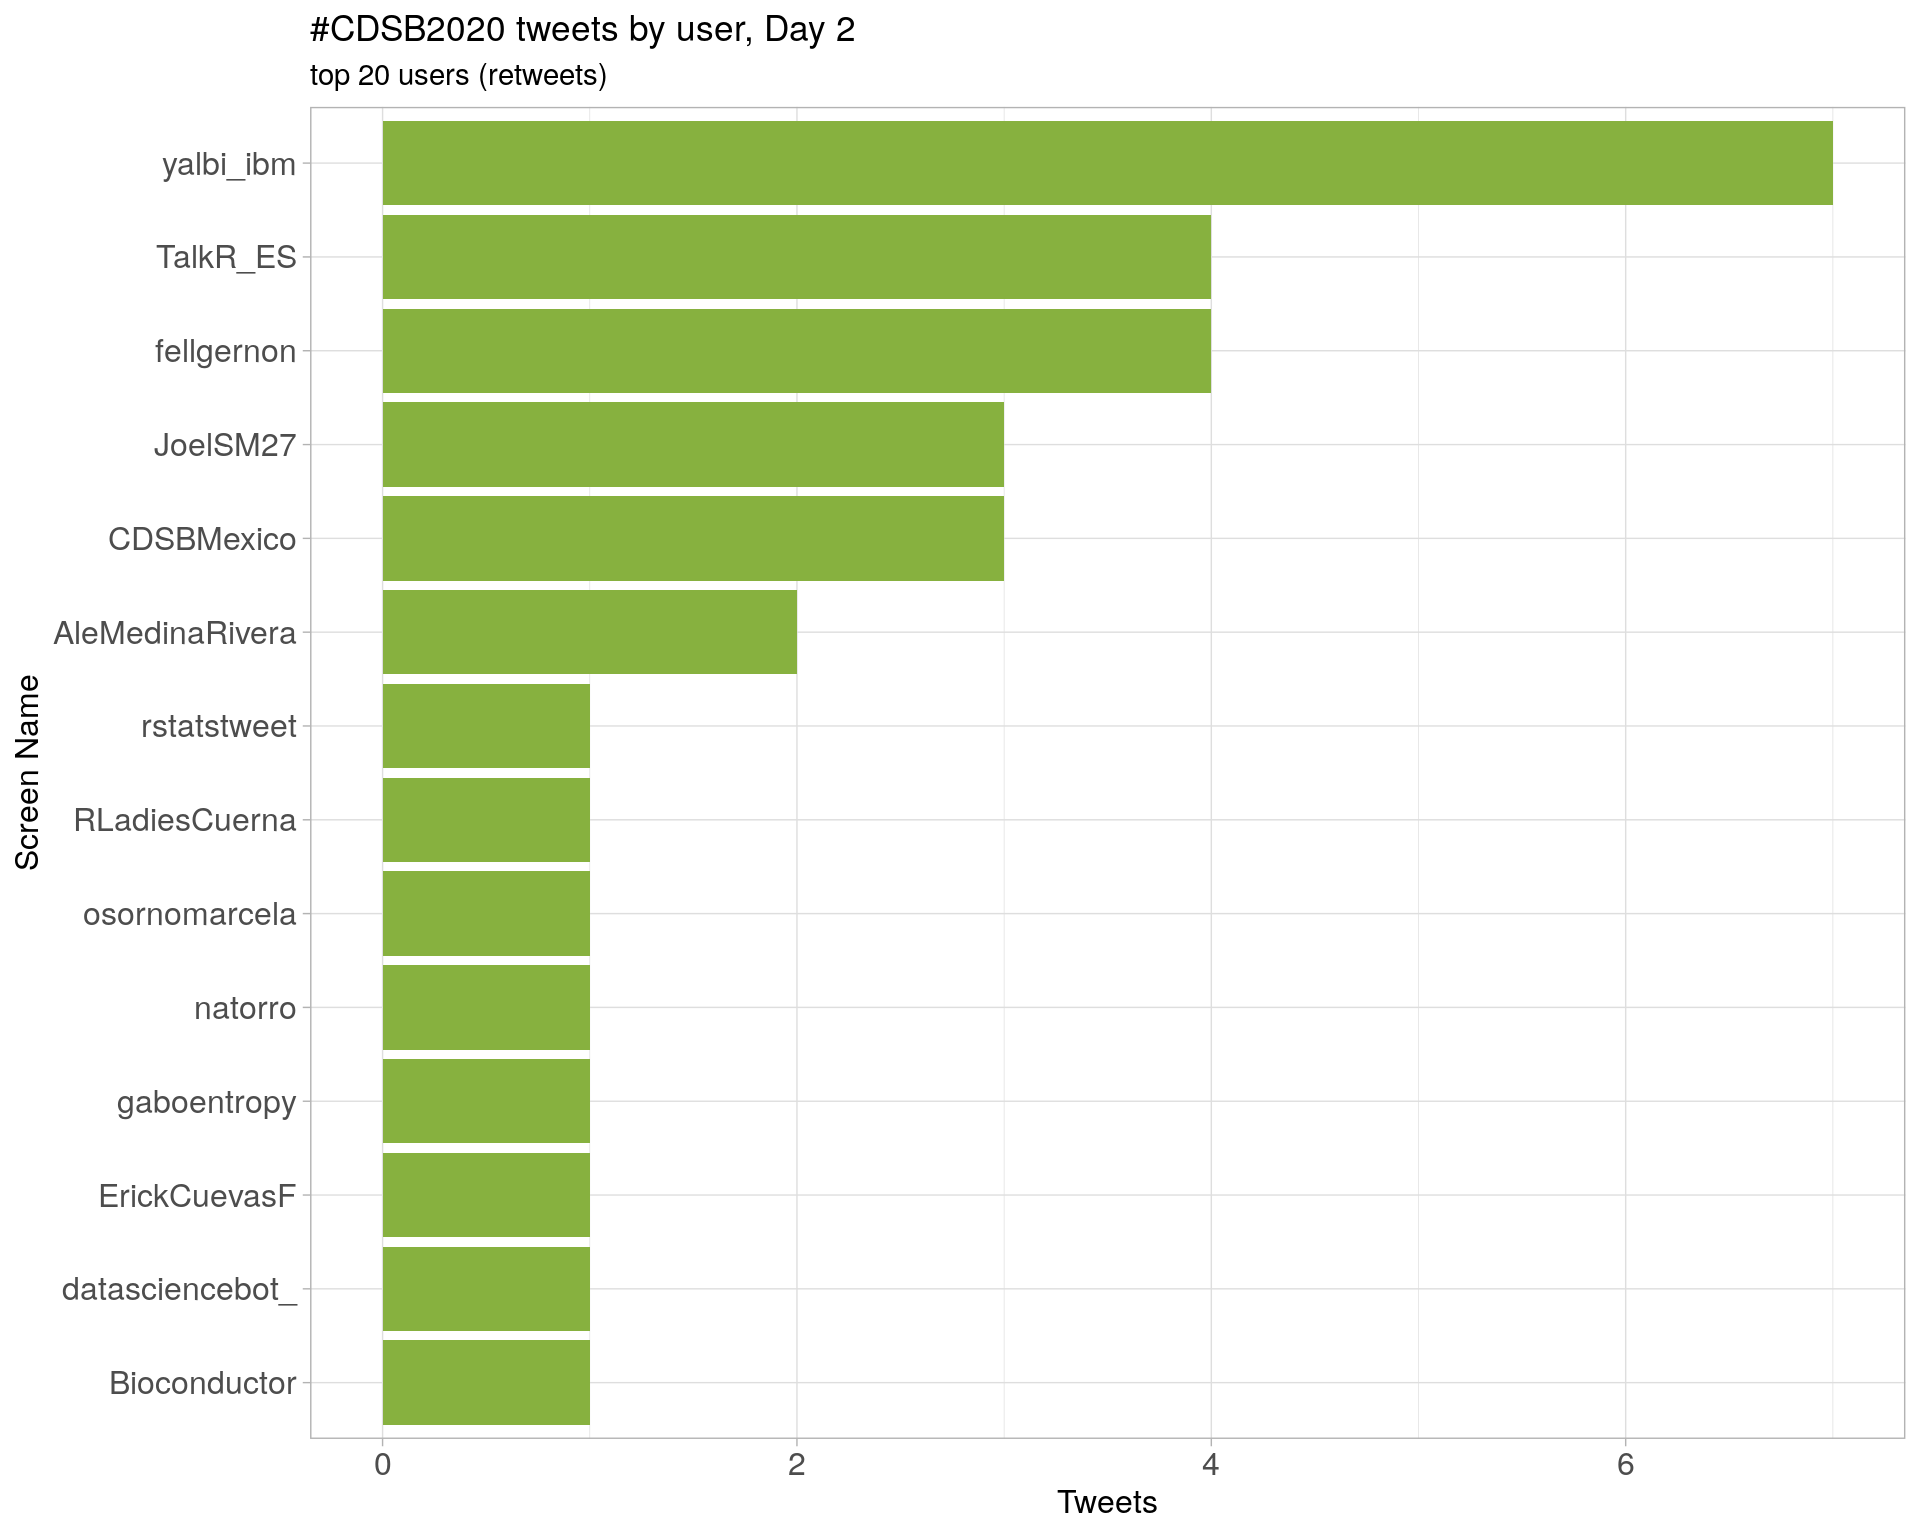 #CDSB2020 tweets by user, Day 2
top 20 users (retweets)
yalbi_ibm
TalkR_ES
fellgernon
JoelSM27
CDSBMexico
AleMedinaRivera
rstatstweet
RLadiesCuerna
osornomarcela
natorro
gaboentropy
ErickCuevasF
datasciencebot_
Bioconductor
Screen Name
0 2 4 6
Tweets